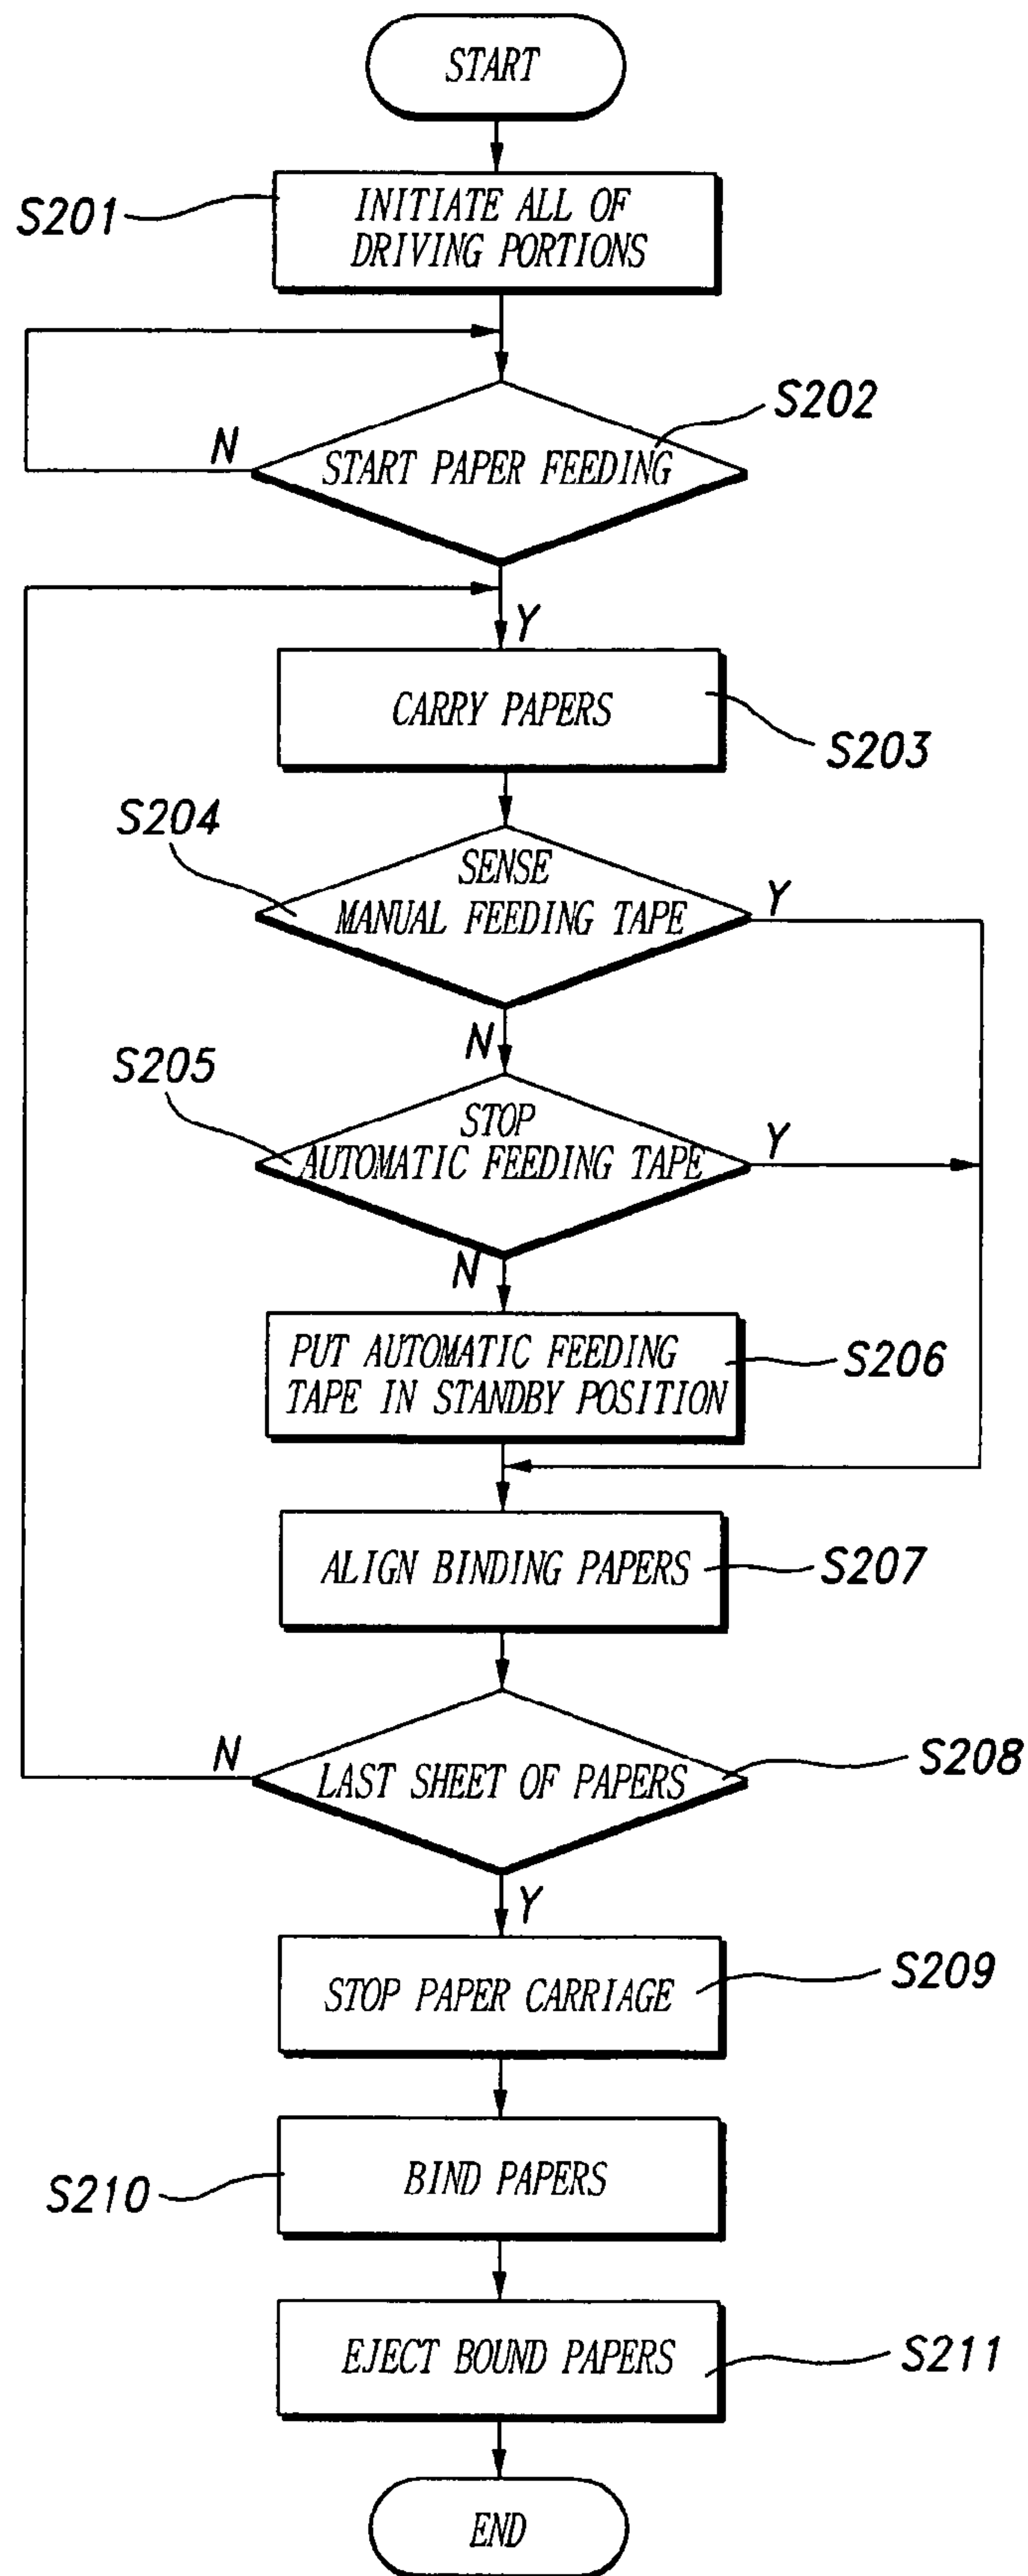 START
S201
INITIATE ALL OF
DRIVING PORTIONS
S202
N
START PAPER FEEDING
Y
CARRY PAPERS
S203
S204
SENSE
MANUAL FEEDING TAPE
Y
N
S205
STOP
AUTOMATIC FEEDING TAPE
Y
N
PUT AUTOMATIC FEEDING
TAPE IN STANDBY POSITION
S206
ALIGN BINDING PAPERS
S207
N
LAST SHEET OF PAPERS
S208
Y
STOP PAPER CARRIAGE
S209
BIND PAPERS
S210
EJECT BOUND PAPERS
S211
END